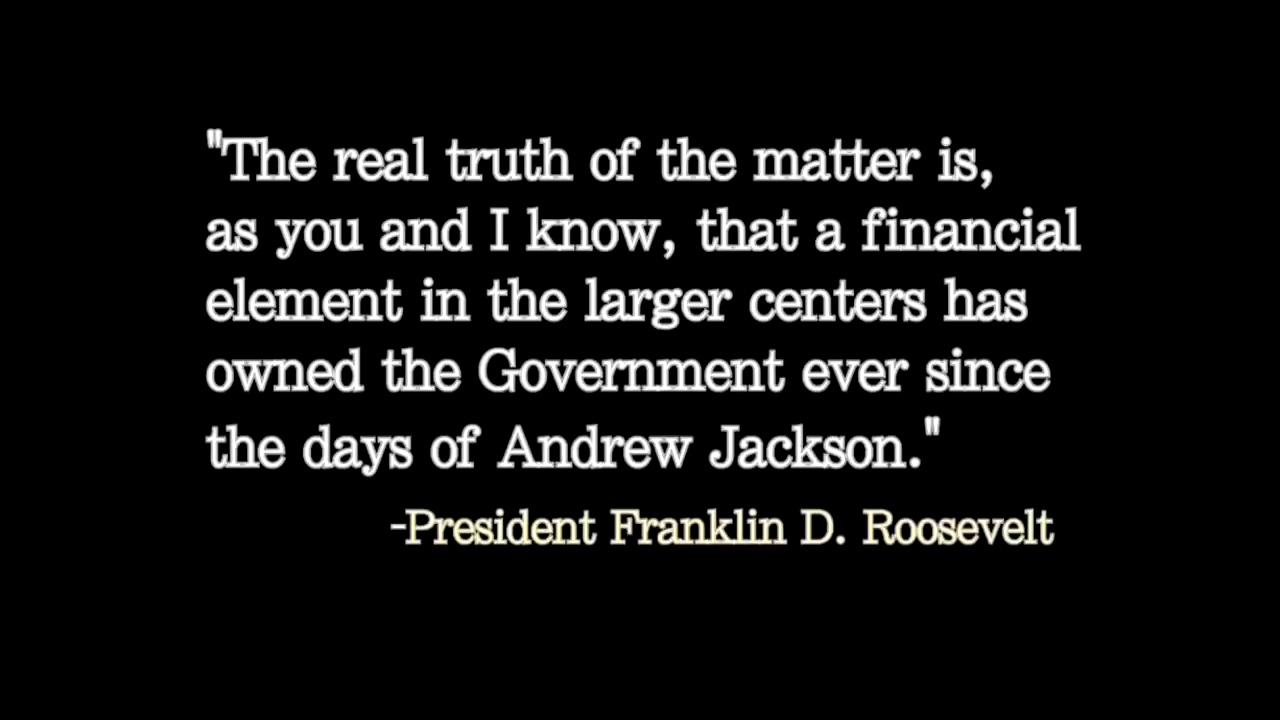 "The real truth of the matter is,
as you and I know, that a financial
element in the larger centers has
owned the Government ever since
the days of Andrew Jackson."
-President Franklin D. Roosevelt